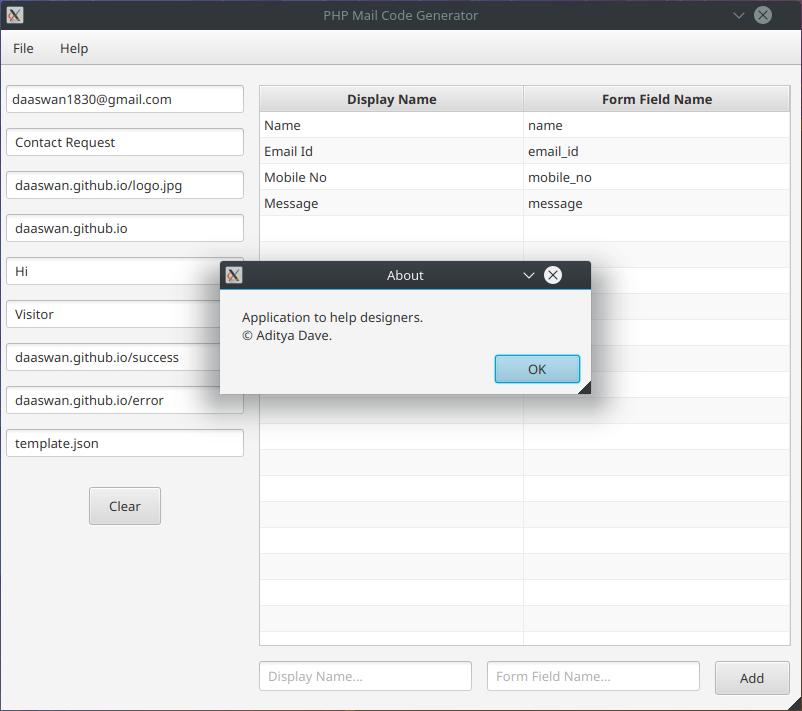 PHP Mail Code Generator
File Help
daaswan1830@gmail.com
Contact Request
daaswan.github.io/logo.jpg
daaswan.github.io
Hi
Visitor
daaswan.github.io/success
daaswan.github.io/error
template.json
Clear
Display Name Form Field Name
Name name
Email Id email_id
Mobile No mobile_no
Message message
About
Application to help designers.
© Aditya Dave.
OK
Display Name... Form Field Name... Add